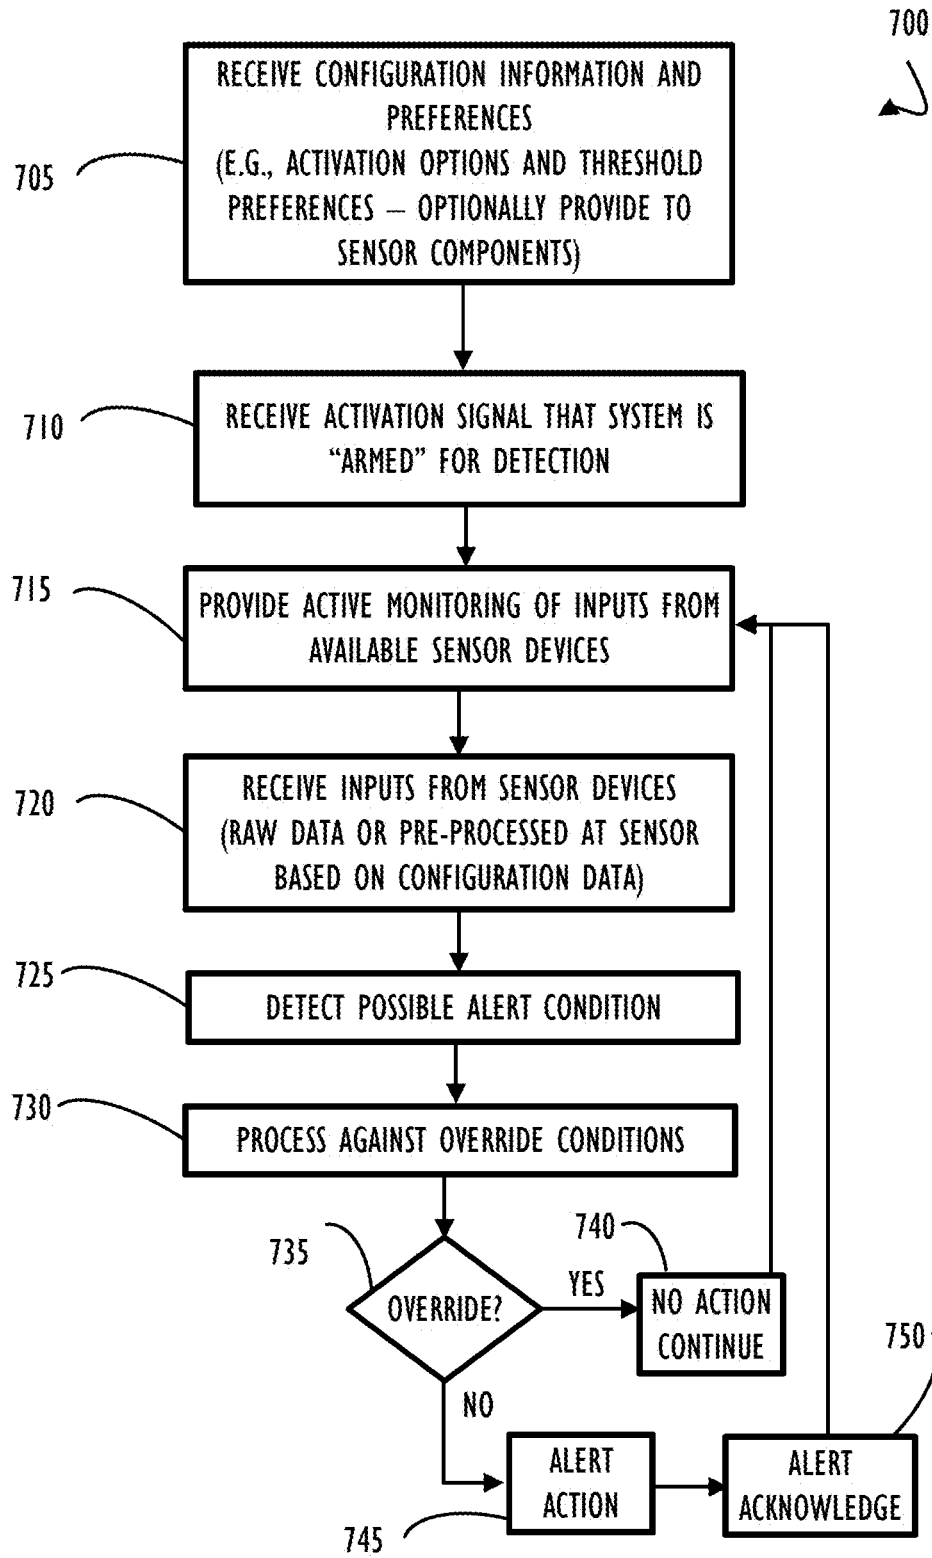 700
RECEIVE CONFIGURATION INFORMATION AND
PREFERENCES
(E.G., ACTIVATION OPTIONS AND THRESHOLD
PREFERENCES – OPTIONALLY PROVIDE TO
SENSOR COMPONENTS)
705
RECEIVE ACTIVATION SIGNAL THAT SYSTEM IS
“ARMED” FOR DETECTION
710
715
PROVIDE ACTIVE MONITORING OF INPUTS FROM
AVAILABLE SENSOR DEVICES
720
RECEIVE INPUTS FROM SENSOR DEVICES
(RAW DATA OR PRE-PROCESSED AT SENSOR
BASED ON CONFIGURATION DATA)
725
DETECT POSSIBLE ALERT CONDITION
730
PROCESS AGAINST OVERRIDE CONDITIONS
735
OVERRIDE?
YES
740
NO ACTION
CONTINUE
NO
750
ALERT
ACTION
745
ALERT
ACKNOWLEDGE